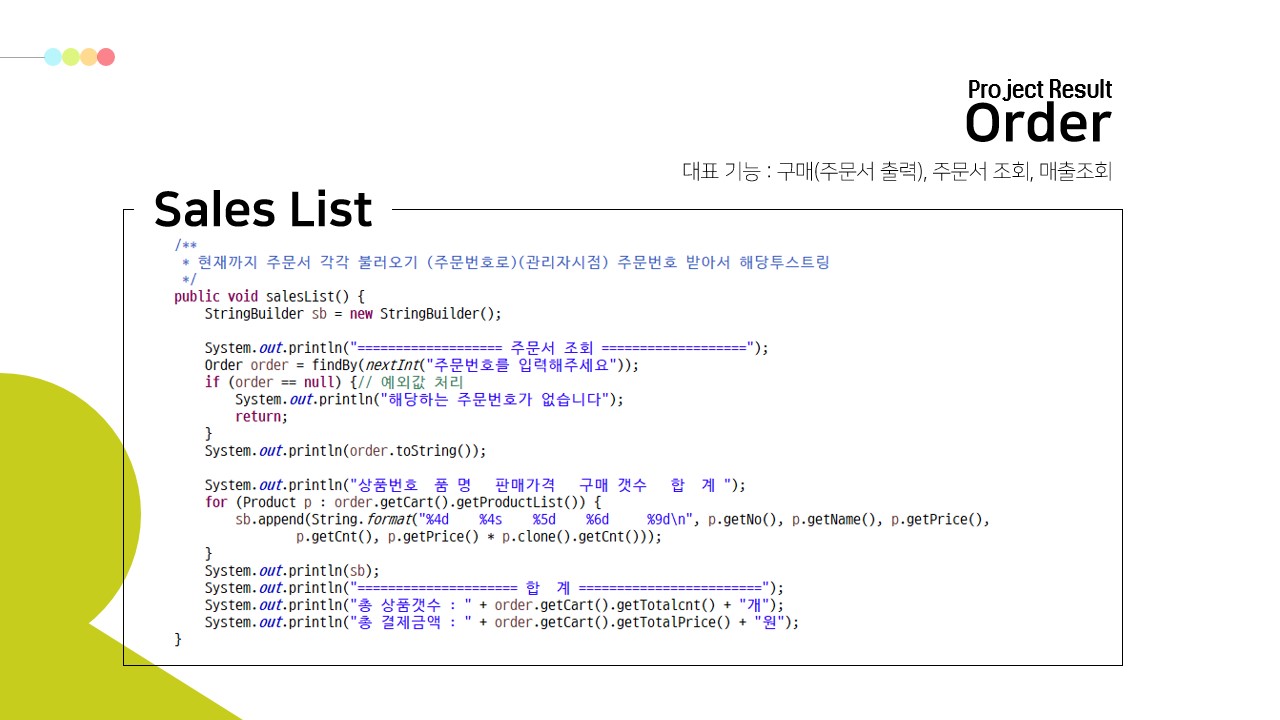 Project Result
Order
대표 기능 : 구매(주문서 출력), 주문서 조회, 매출조회
Sales List
/**
 * 현재까지 주문서 각각 불러오기 (주문번호로)(관리자시점) 주문번호 받아서 해당투스트링
 */
public void salesList() {
    StringBuilder sb = new StringBuilder();
    System.out.println("=================== 주문서 조회 ===================");
    Order order = findBy(nextInt("주문번호를 입력해주세요"));
    if (order == null) {// 예외값 처리
        System.out.println("해당하는 주문번호가 없습니다");
        return;
    }
    System.out.println(order.toString());
    System.out.println("상품번호  품 명   판매가격   구매 갯수   합  계 ");
    for (Product p : order.getCart().getProductList()) {
        sb.append(String.format("%4d    %4s    %5d    %6d     %9d\n", p.getNo(), p.getName(), p.getPrice(),
                p.getCnt(), p.getPrice() * p.clone().getCnt()));
    }
    System.out.println(sb);
    System.out.println("===================== 합  계 ========================");
    System.out.println("총 상품갯수 : " + order.getCart().getTotalcnt() + "개");
    System.out.println("총 결제금액 : " + order.getCart().getTotalPrice() + "원");
}